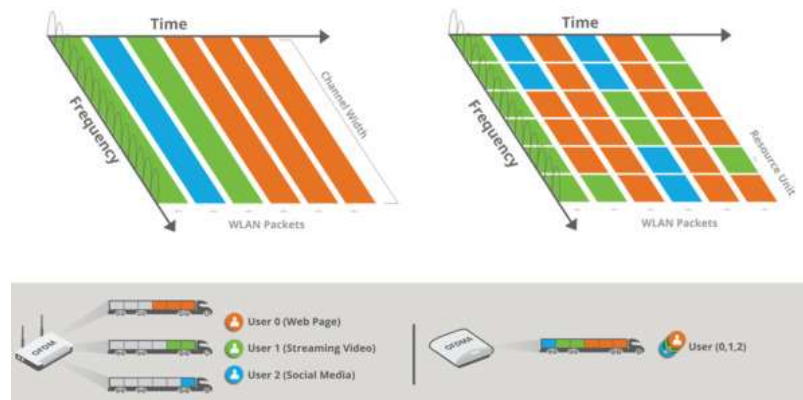 Time
Frequency
Channel Width
WLAN Packets
Time
Frequency
Resource Unit
WLAN Packets
OFDM
User 0 (Web Page)
User 1 (Streaming Video)
User 2 (Social Media)
OFDMA
User (0,1,2)